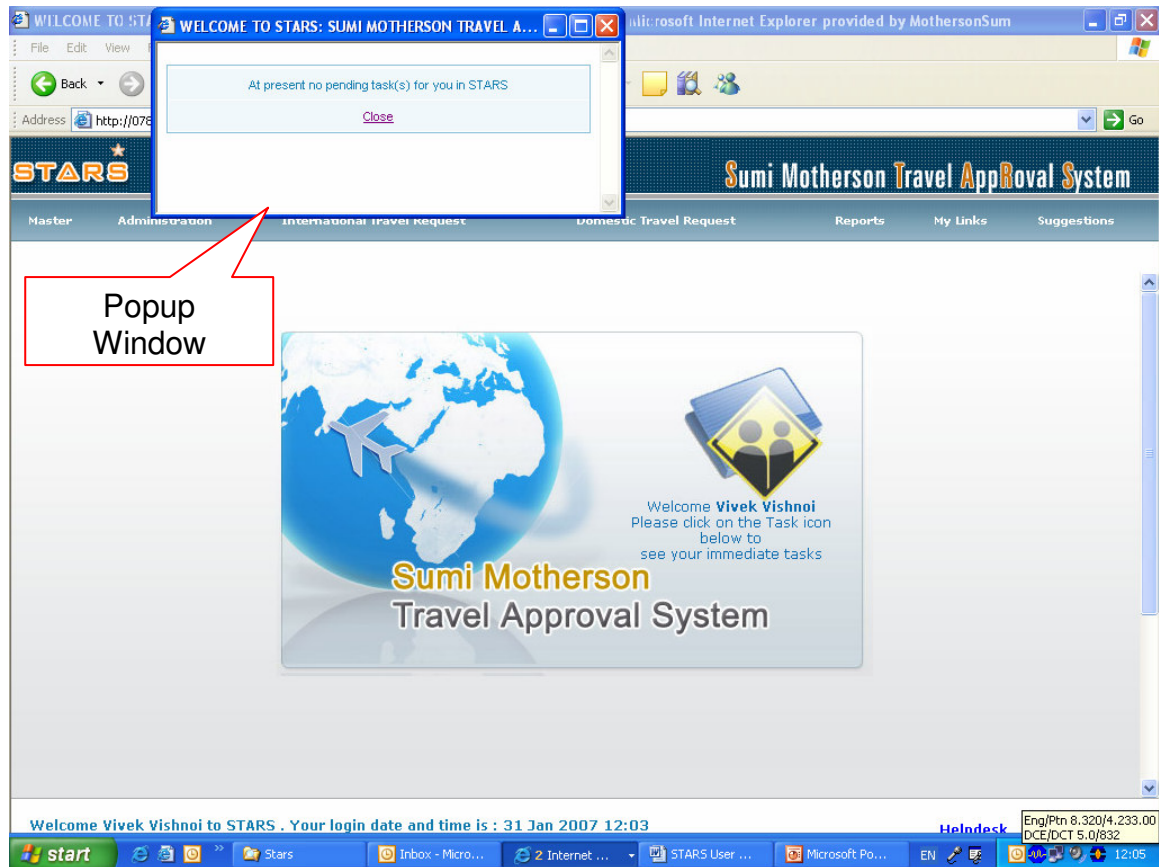 WELCOME TO STA
Microsoft Internet Explorer provided by MothersonSum
WELCOME TO STARS: SUMI MOTHERSON TRAVEL A...
File Edit View
Back
At present no pending task(s) for you in STARS
Close
Address http://078
Go
STARS
Sumi Motherson Travel AppRoval System
Master Administration International Travel Request Domestic Travel Request Reports My Links Suggestions
Popup
Window
Welcome Vivek Vishnoi
Please click on the Task icon
below to
see your immediate tasks
Sumi Motherson
Travel Approval System
Welcome Vivek Vishnoi to STARS . Your login date and time is : 31 Jan 2007 12:03
Helpdesk
Eng/Ptn 8.320/4.233.00
DCE/DCT 5.0/832
start Stars Inbox - Micro... 2 Internet ... STARS User ... Microsoft Po... EN 12:05